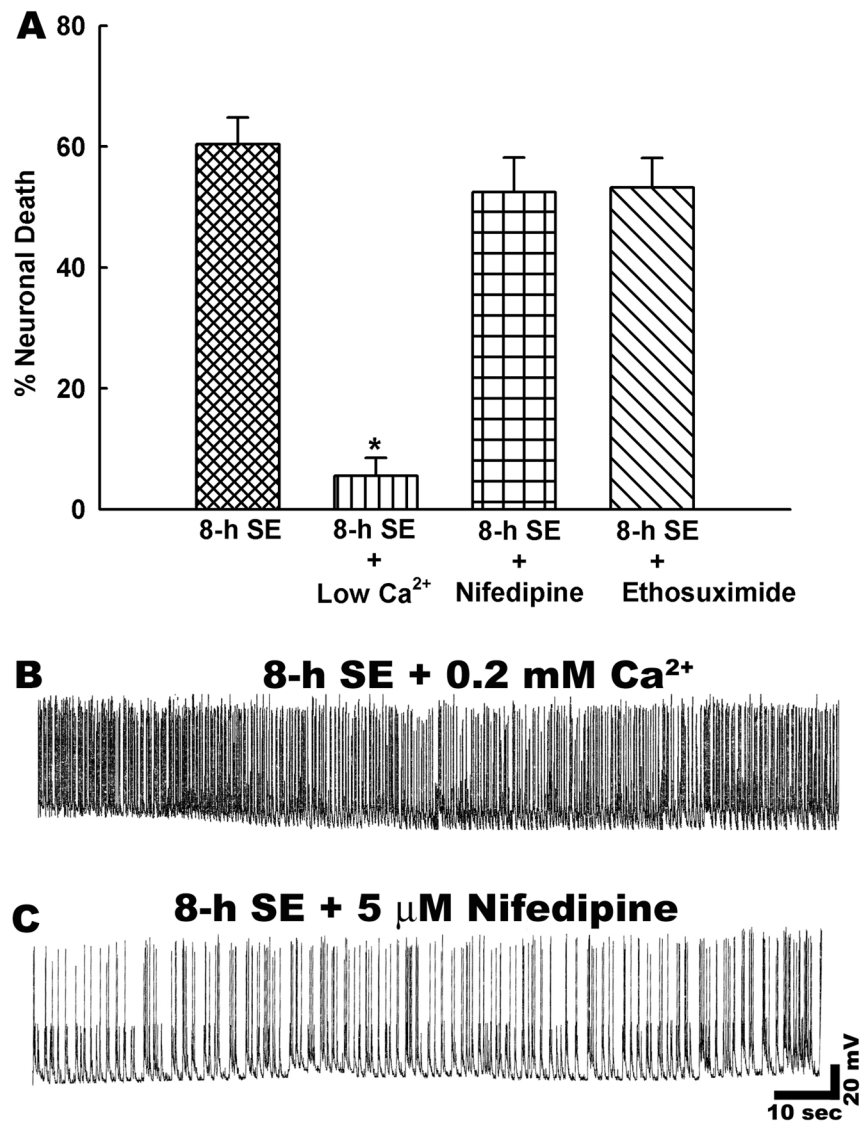 A
80
60
40
20
0
% Neuronal Death
*
8-h SE
8-h SE
+
Low Ca²⁺
8-h SE
+
Nifedipine
8-h SE
+
Ethosuximide
B
8-h SE + 0.2 mM Ca²⁺
C
8-h SE + 5 μM Nifedipine
20 mV
10 sec